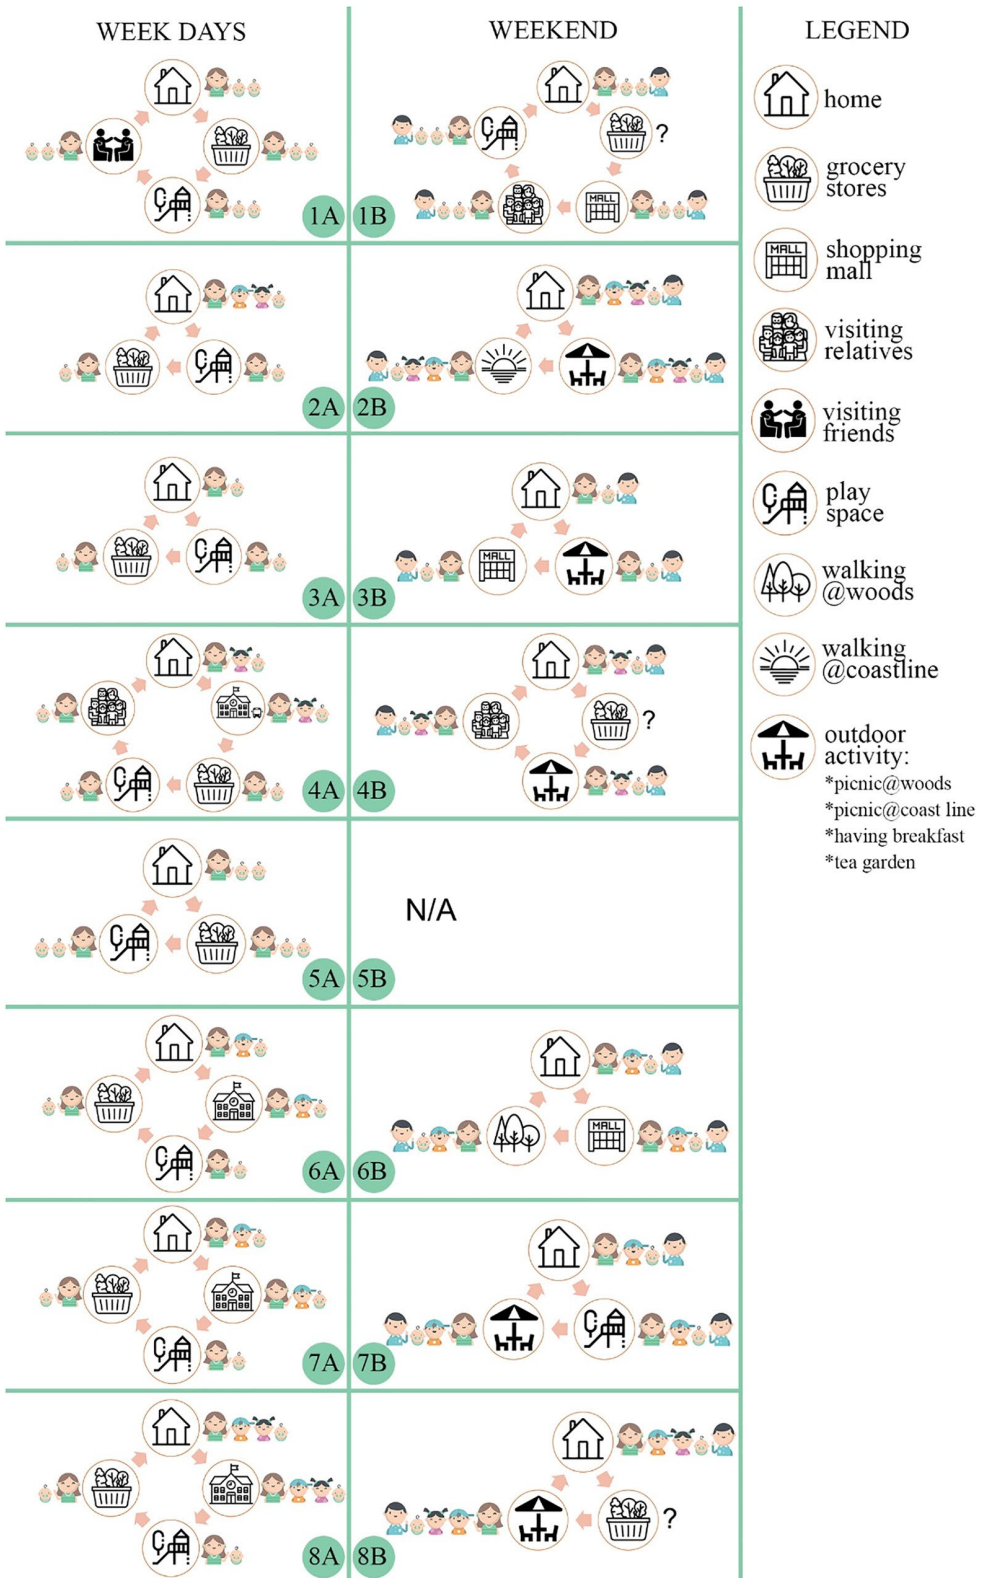 WEEK DAYS
WEEKEND
LEGEND
home
grocery
stores
MALL
shopping
mall
visiting
relatives
visiting
friends
play
space
walking
@woods
walking
@coastline
outdoor
activity:
*picnic@woods
*picnic@coast line
*having breakfast
*tea garden
1A
1B
?
MALL
2A
2B
3A
3B
MALL
4A
4B
?
5A
5B
N/A
6A
6B
MALL
7A
7B
8A
8B
?